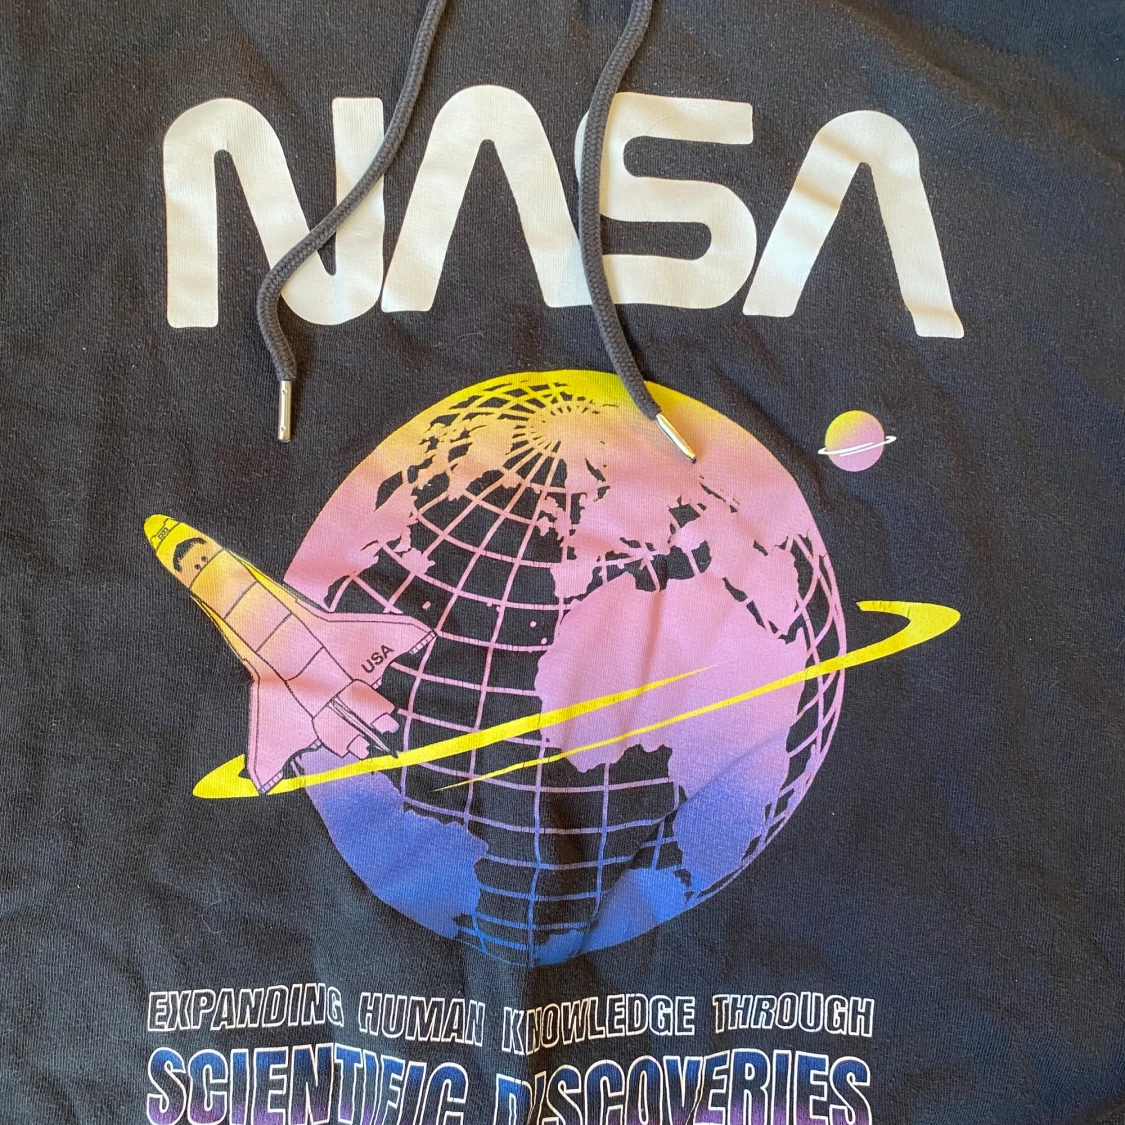 NASA
USA
EXPANDING HUMAN KNOWLEDGE THROUGH
SCIENTIFIC DISCOVERIES